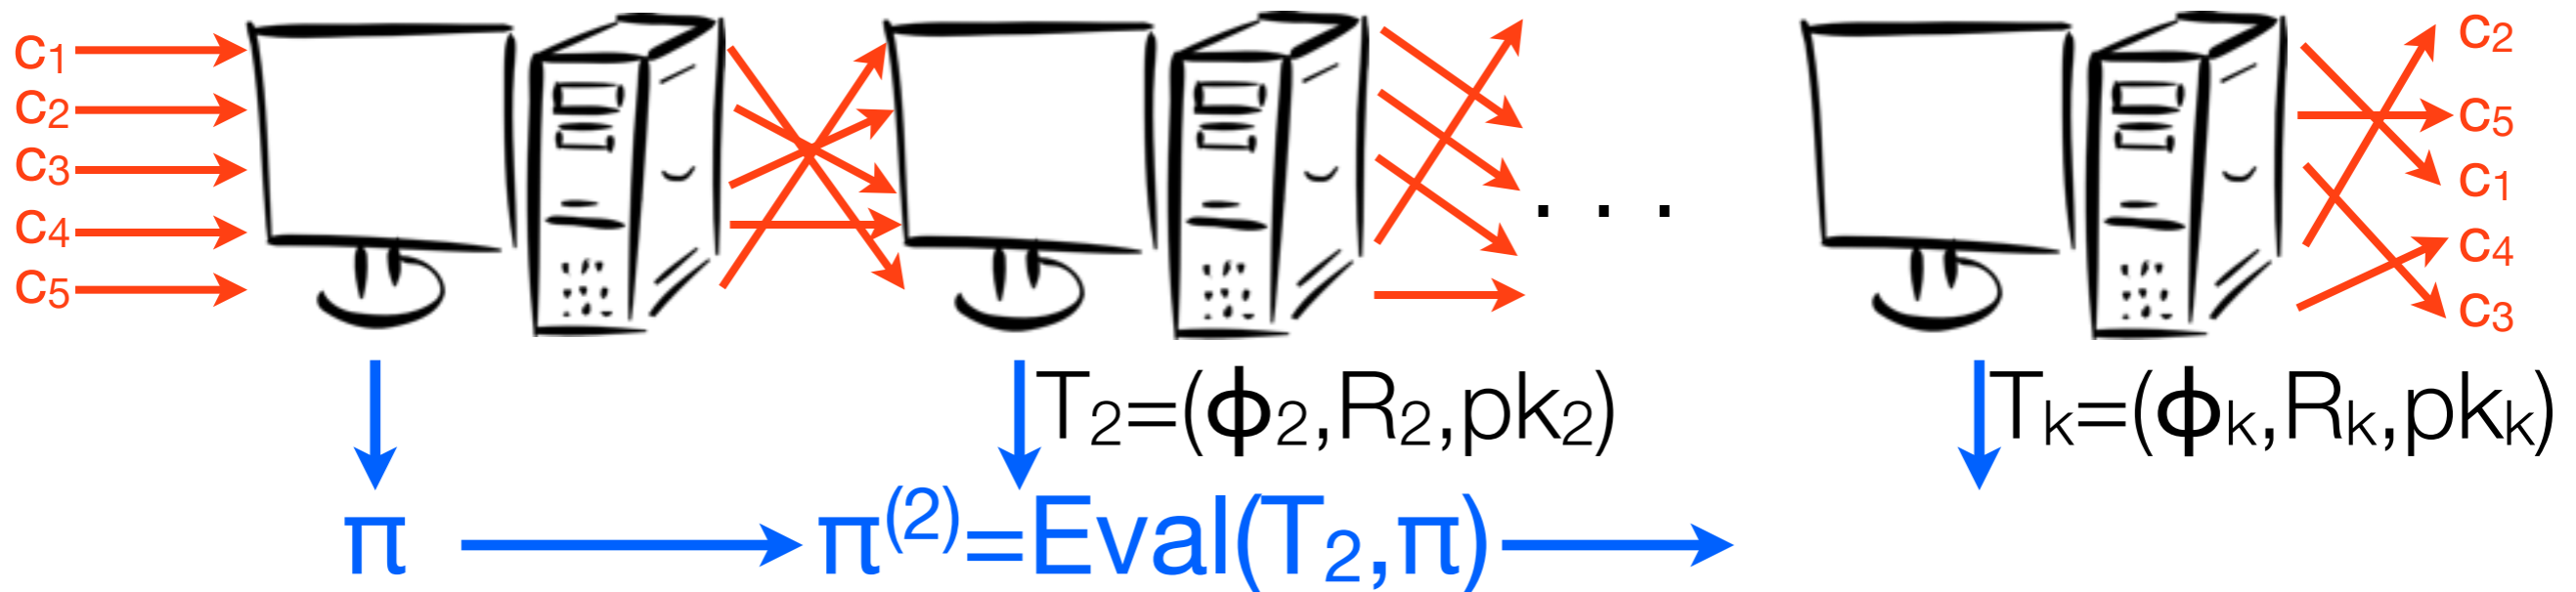 c₁
c₂
c₃
c₄
c₅
. . .
c₂
c₅
c₁
c₄
c₃
T₂=(ϕ₂,R₂,pk₂)
Tₖ=(ϕₖ,Rₖ,pkₖ)
π
π⁽²⁾=Eval(T₂,π)